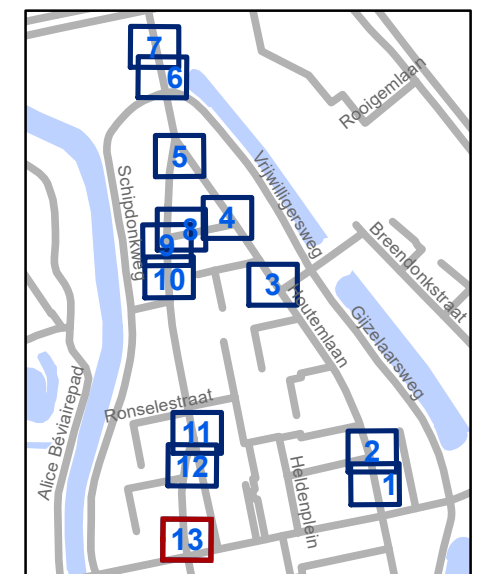 7
6
Rooigemlaan
5
Vrijwilligersweg
Schipdonkweg
4
8
9
Breendonkstraat
10
3
Houtemlaan
Gijzelaarsweg
Alice Béviairepad
Ronselestraat
11
2
12
Heldenplein
1
13